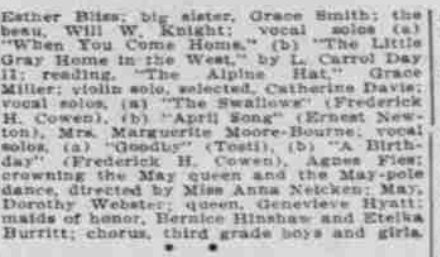 Esther Bliss; big sister, Grace Smith; the
beau, Will W. Knight; vocal solos (a)
"When You Come Home," (b) "The Little
Gray Home in the West," by L. Carrol Day
II; reading, "The Alpine Hat," Grace
Miller; violin solo, selected, Catherine Davis;
vocal solos, (a) "The Swallows" (Frederick
H. Cowen), (b) "April Song" (Ernest New-
ton), Mrs. Marguerite Moore-Bourne; vocal
solos, (a) "Goodby" (Tosti), (b) "A Birth-
day" (Frederick H. Cowen), Agnes Fies;
crowning the May queen and the May-pole
dance, directed by Miss Anna Neicken; May,
Dorothy Webster; queen, Genevieve Hyatt;
maids of honor, Bernice Hinshaw and Etelka
Burritt; chorus, third grade boys and girls.